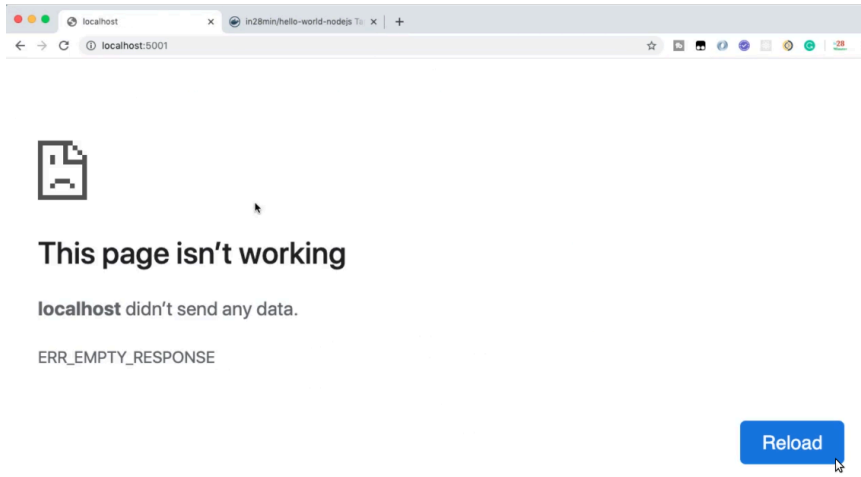 localhost
in28min/hello-world-nodejs Ta
localhost:5001
-28
This page isn't working
localhost didn't send any data.
ERR_EMPTY_RESPONSE
Reload